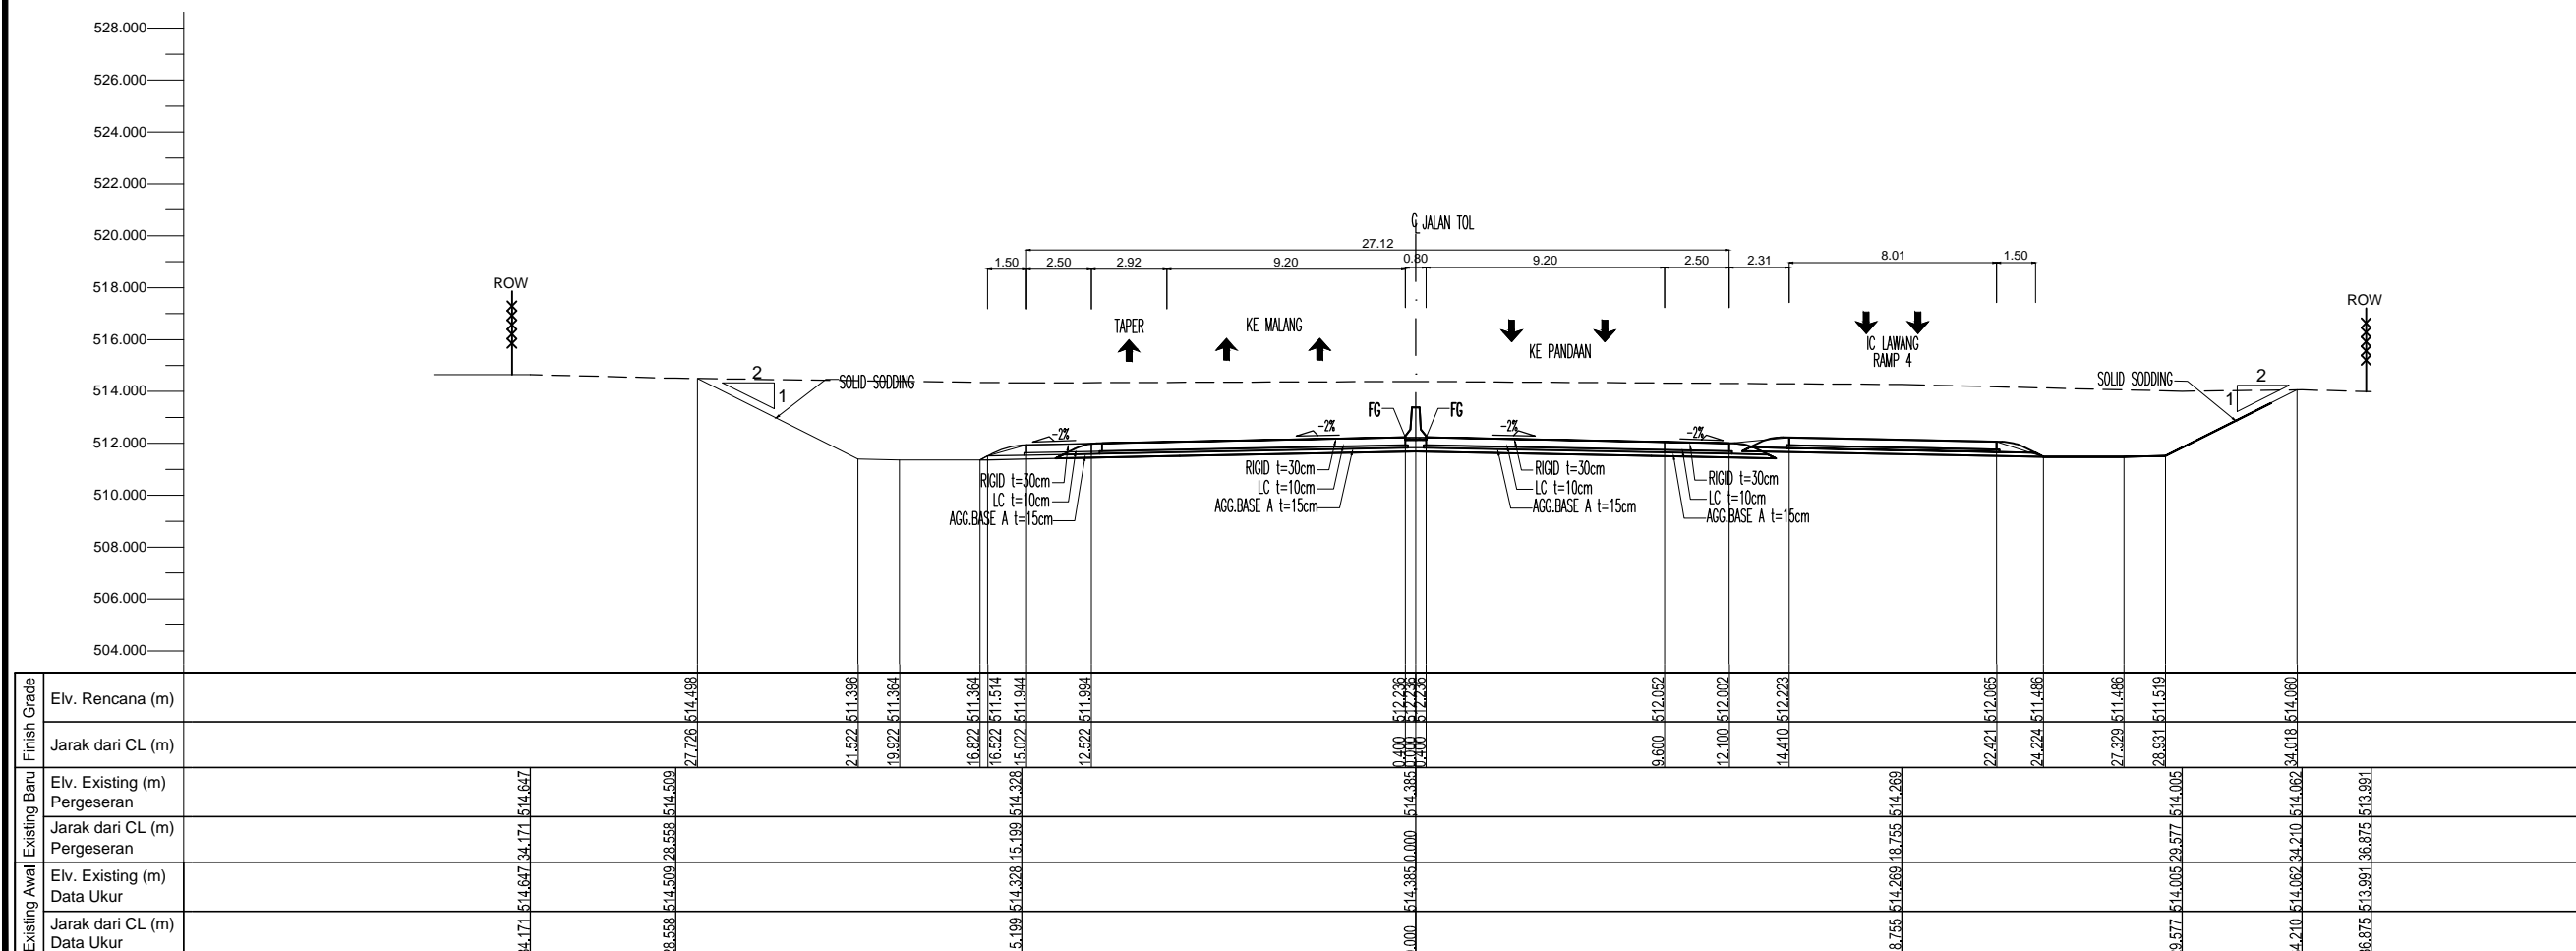 528.000
526.000
524.000
522.000
520.000
518.000
516.000
514.000
512.000
510.000
508.000
506.000
504.000
℄ JALAN TOL
27.12
1.50 2.50 2.92 9.20 0.80 9.20 2.50 2.31 8.01 1.50
ROW
ROW
TAPER
KE MALANG
KE PANDAAN
IC LAWANG
RAMP 4
2
1
SOLID SODDING
SOLID SODDING
2
1
FG
FG
-2%
-2%
-2%
-2%
RIGID t=30cm
LC t=10cm
AGG.BASE A t=15cm
RIGID t=30cm
LC t=10cm
AGG.BASE A t=15cm
RIGID t=30cm
LC t=10cm
AGG.BASE A t=15cm
RIGID t=30cm
LC t=10cm
AGG.BASE A t=15cm
Finish Grade
Elv. Rencana (m)
514.498 511.396 511.364 511.364 511.514 511.944 511.994 512.236 512.236 512.236 512.052 512.002 512.223 512.065 511.486 511.486 511.519 514.060
Jarak dari CL (m)
27.726 21.522 19.922 16.822 16.522 15.022 12.522 0.400 0.000 0.400 9.600 12.100 14.410 22.421 24.224 27.329 28.931 34.018
Existing Baru
Elv. Existing (m)
Pergeseran
514.647 514.509 514.328 514.385 514.269 514.005 514.062 513.991
Jarak dari CL (m)
Pergeseran
34.171 28.558 15.199 0.000 18.755 29.577 34.210 36.875
Existing Awal
Elv. Existing (m)
Data Ukur
514.647 514.509 514.328 514.385 514.269 514.005 514.062 513.991
Jarak dari CL (m)
Data Ukur